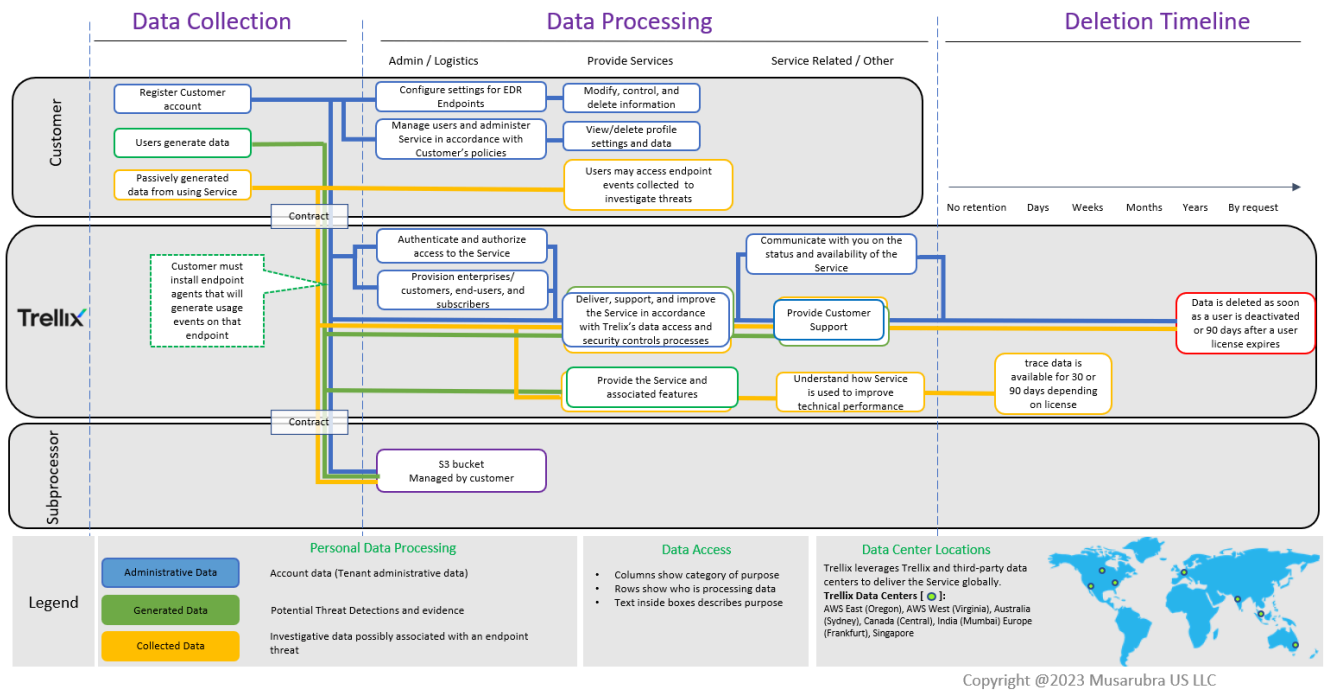 Data Collection
Data Processing
Deletion Timeline
Admin / Logistics
Provide Services
Service Related / Other
Customer
Register Customer
account
Configure settings for EDR
Endpoints
Modify, control, and
delete information
Users generate data
Manage users and administer
Service in accordance with
Customer's policies
View/delete profile
settings and data
Passively generated
data from using Service
Users may access endpoint
events collected to
investigate threats
No retention
Days
Weeks
Months
Years
By request
Contract
Trellix
Customer must
install endpoint
agents that will
generate usage
events on that
endpoint
Authenticate and authorize
access to the Service
Provision enterprises/
customers, end-users, and
subscribers
Communicate with you on the
status and availability of the
Service
Deliver, support, and improve
the Service in accordance
with Trelix's data access and
security controls processes
Provide Customer
Support
Data is deleted as soon
as a user is deactivated
or 90 days after a user
license expires
Provide the Service and
associated features
Understand how Service
is used to improve
technical performance
trace data is
available for 30 or
90 days depending
on license
Contract
Subprocessor
S3 bucket
Managed by customer
Legend
Personal Data Processing
Administrative Data
Account data (Tenant administrative data)
Generated Data
Potential Threat Detections and evidence
Collected Data
Investigative data possibly associated with an endpoint
threat
Data Access
• Columns show category of purpose
• Rows show who is processing data
• Text inside boxes describes purpose
Data Center Locations
Trellix leverages Trellix and third-party data
centers to deliver the Service globally.
Trellix Data Centers [ ]:
AWS East (Oregon), AWS West (Virginia), Australia
(Sydney), Canada (Central), India (Mumbai) Europe
(Frankfurt), Singapore
Copyright @2023 Musarubra US LLC